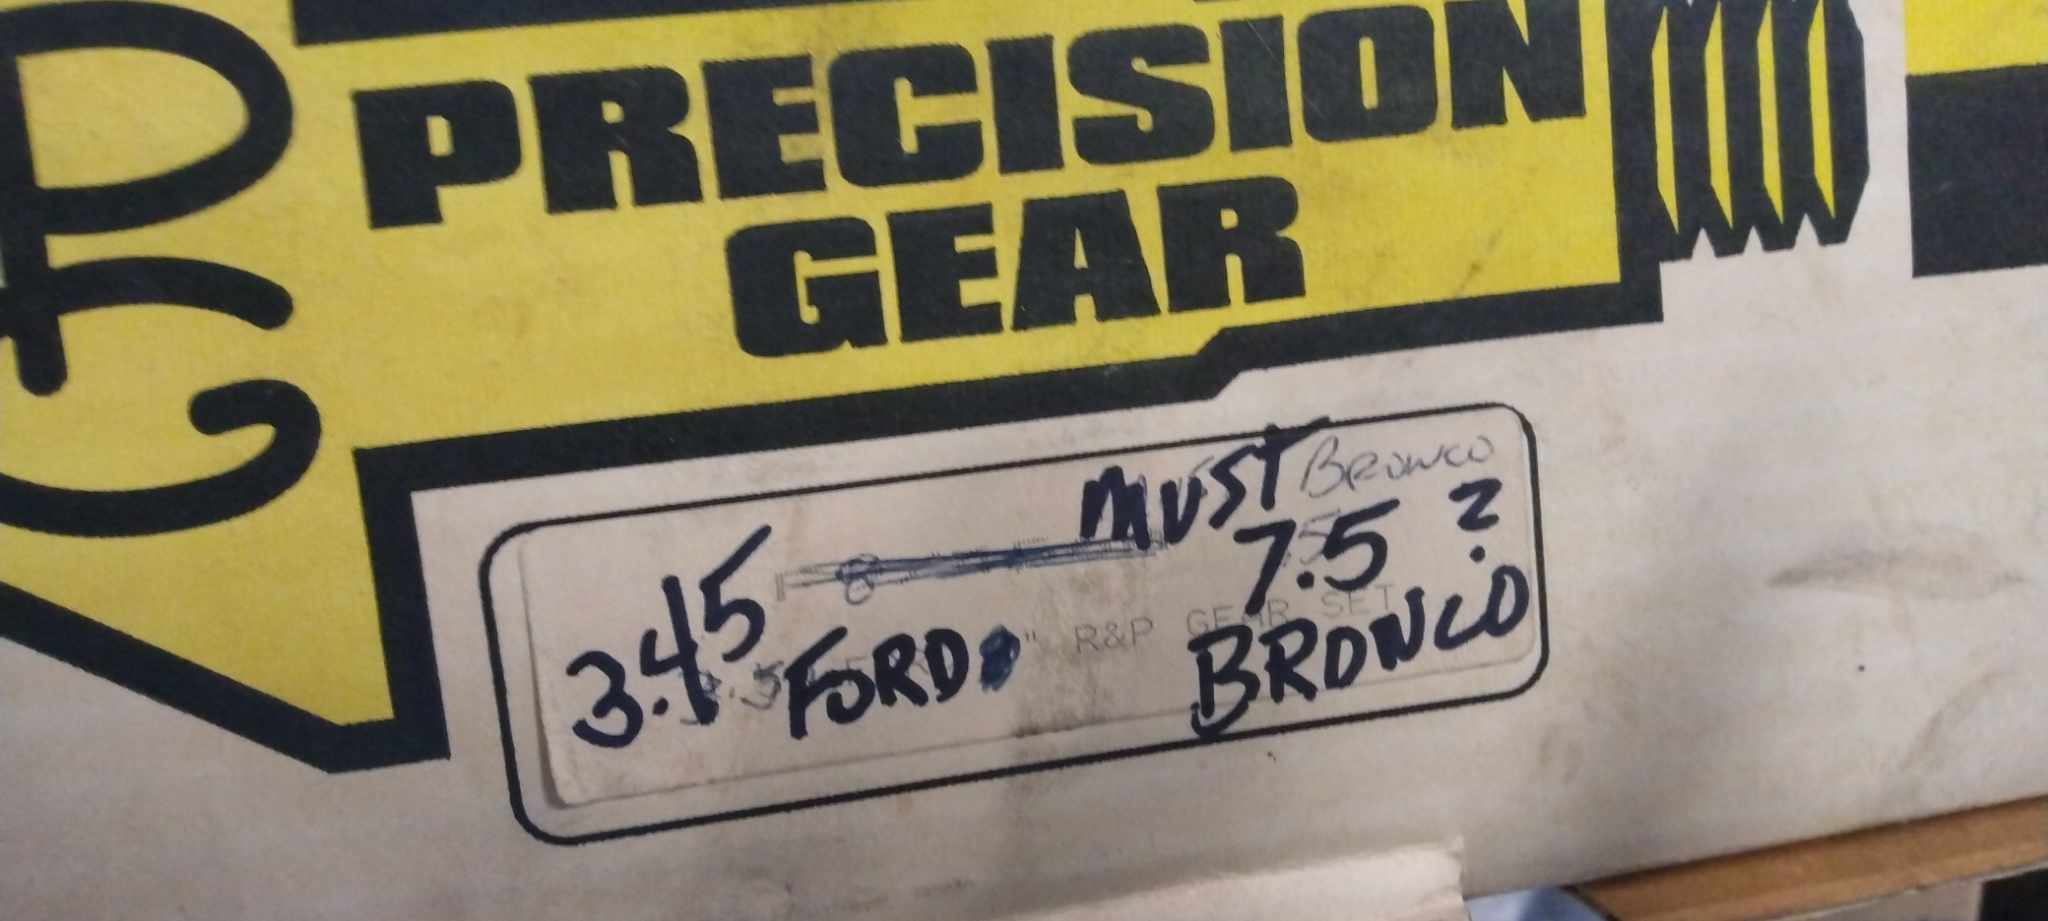 PRECISION
GEAR
MUST BRONCO
3.45 7.5 ?
FORD " R&P GEAR SET
BRONCO